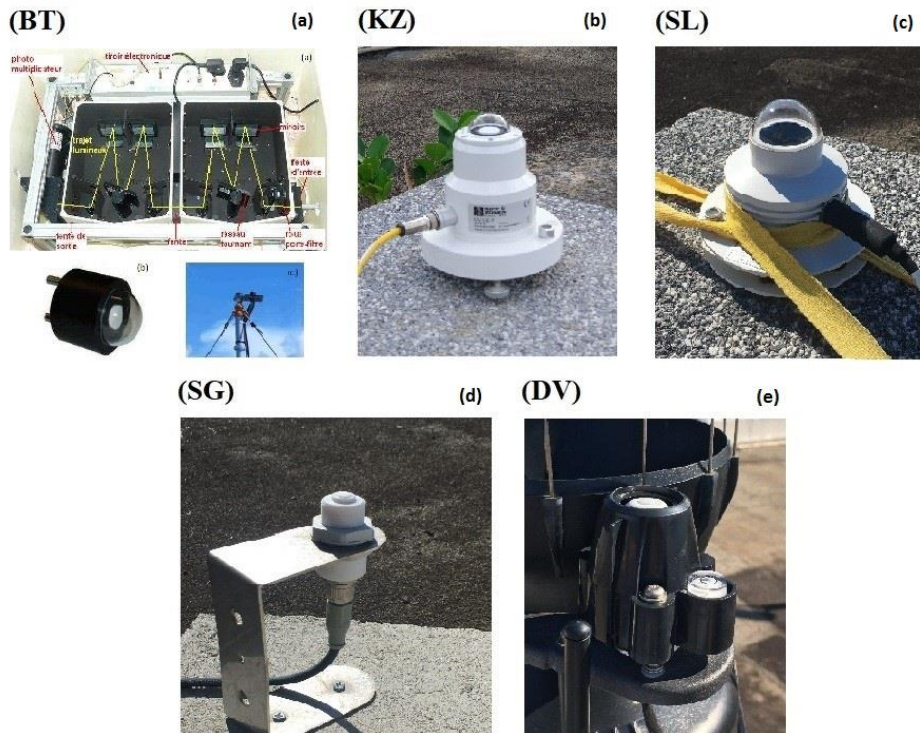 (BT)
(a)
photo
multiplicateur
tiroir électronique
(a)
trajet
lumineux
miroirs
fente
d'entrée
fente de
sortie
fente
réseau
tournant
roue
porte-filtre
(b)
(KZ)
(b)
(SL)
(c)
(SG)
(d)
(DV)
(e)